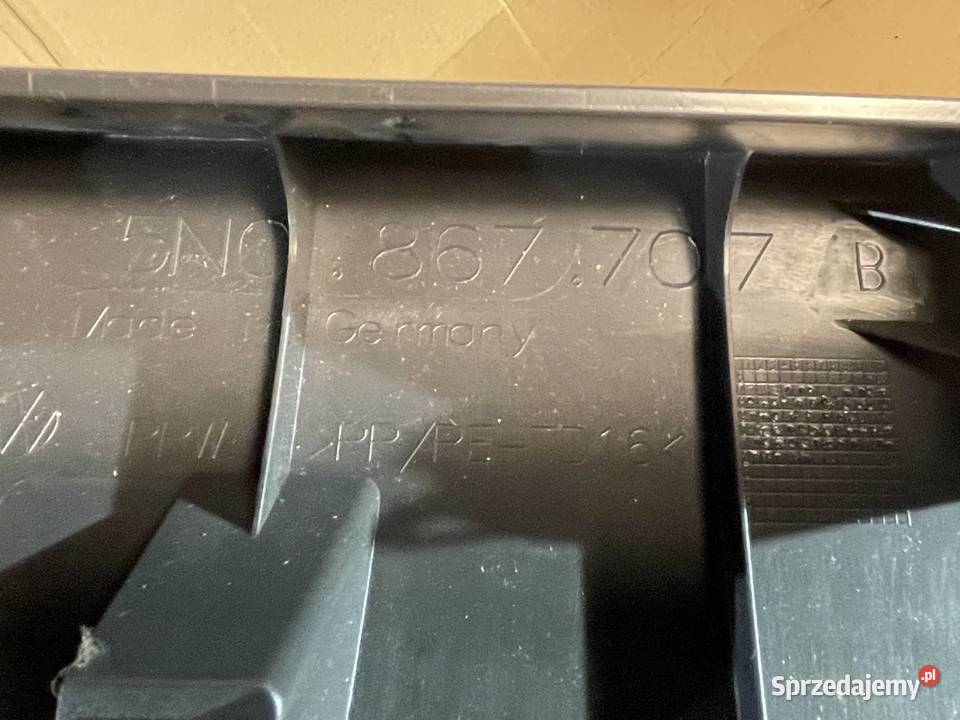 5N0.867.707 B
Made in Germany
>PP/PE-TD16<
Sprzedajemy.pl